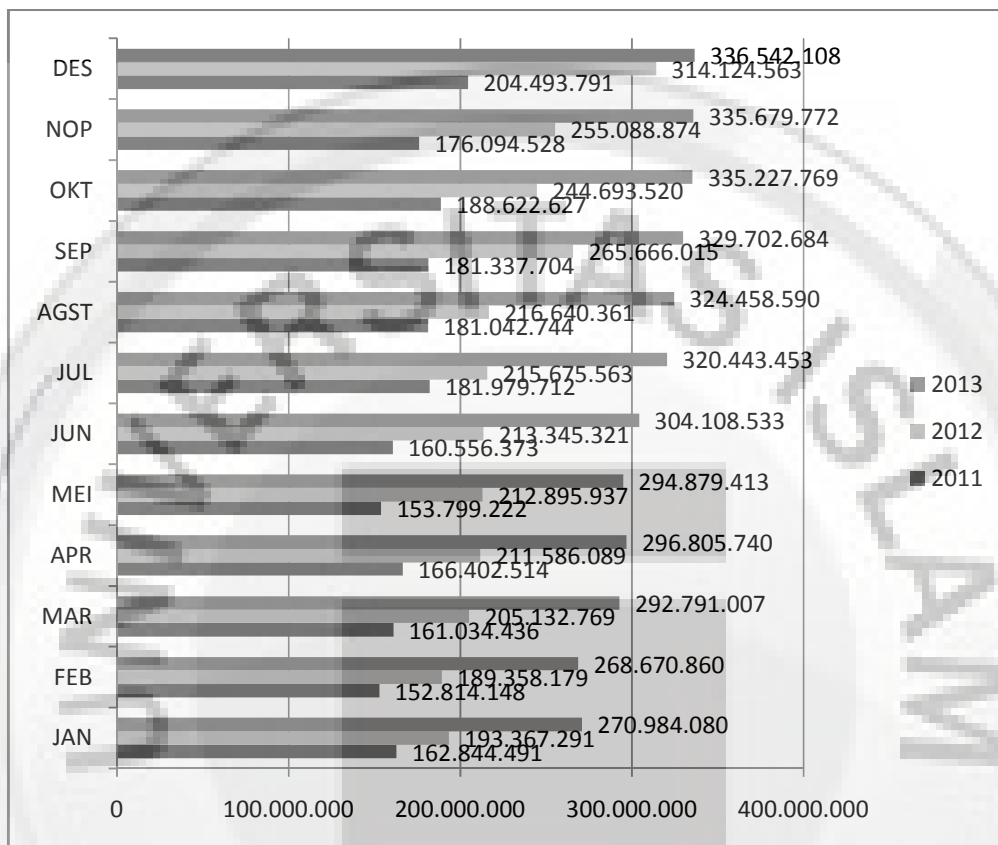 336.542.108
DES
314.124.563
204.493.791
335.679.772
NOP
255.088.874
176.094.528
335.227.769
OKT
244.693.520
188.622.627
329.702.684
SEP
265.666.015
181.337.704
324.458.590
AGST
216.640.361
181.042.744
320.443.453
JUL
215.675.563
181.979.712
304.108.533
JUN
213.345.321
160.556.373
294.879.413
MEI
212.895.937
153.799.222
296.805.740
APR
211.586.089
166.402.514
292.791.007
MAR
205.132.769
161.034.436
268.670.860
FEB
189.358.179
152.814.148
270.984.080
JAN
193.367.291
162.844.491
0 100.000.000 200.000.000 300.000.000 400.000.000
2013
2012
2011
UNIVERSITAS ISLAM